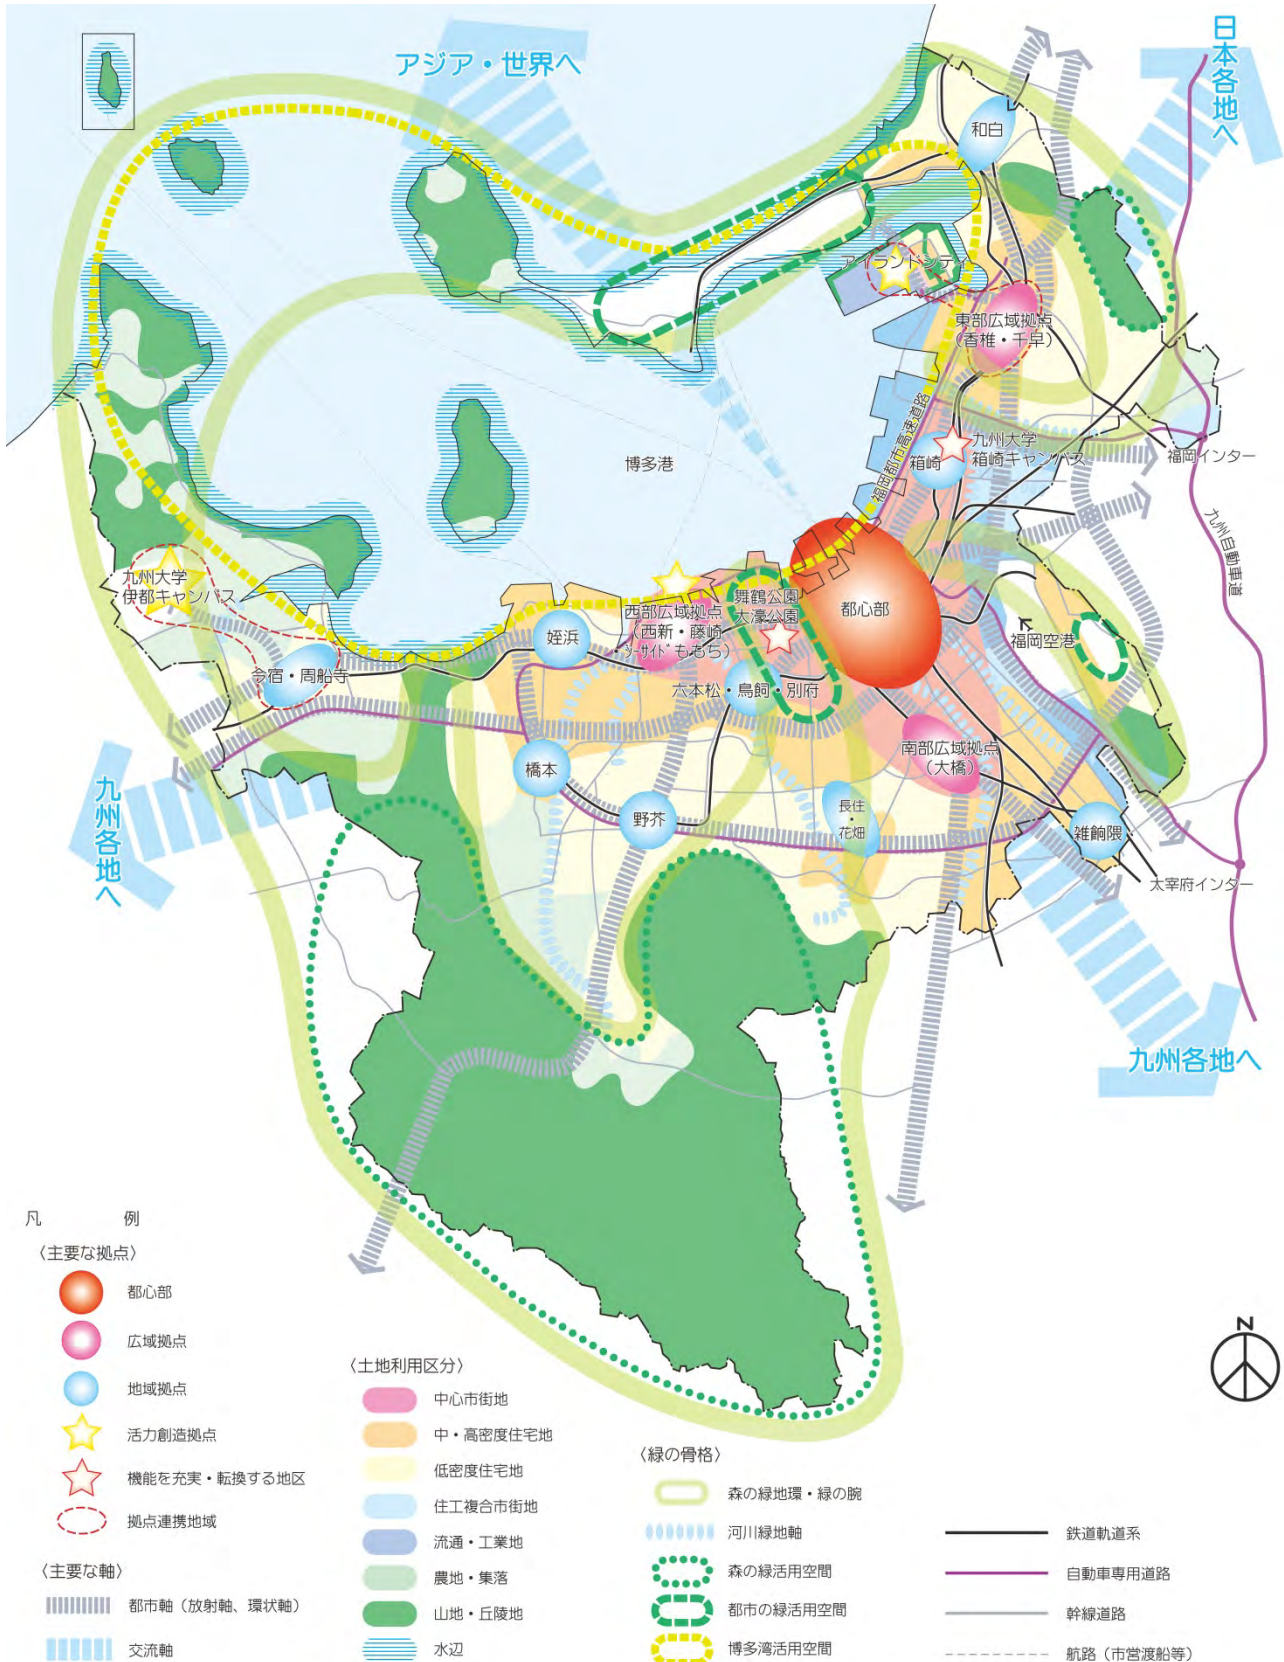 アジア・世界へ
日本各地へ
和白
アイランドシティ
東部広域拠点
（香椎・千早）
福岡都市高速道路
九州大学
箱崎キャンパス
箱崎
福岡インター
博多港
九州自動車道
九州大学
伊都キャンパス
舞鶴公園
大濠公園
都心部
西部広域拠点
（西新・藤崎
・シーサイドももち）
姪浜
福岡空港
今宿・周船寺
六本松・鳥飼・別府
南部広域拠点
（大橋）
橋本
九州各地へ
野芥
長住
・
花畑
雑餉隈
太宰府インター
九州各地へ
凡　例
〈主要な拠点〉
都心部
広域拠点
地域拠点
活力創造拠点
機能を充実・転換する地区
拠点連携地域
〈主要な軸〉
都市軸（放射軸、環状軸）
交流軸
〈土地利用区分〉
中心市街地
中・高密度住宅地
低密度住宅地
住工複合市街地
流通・工業地
農地・集落
山地・丘陵地
水辺
〈緑の骨格〉
森の緑地環・緑の腕
河川緑地軸
森の緑活用空間
都市の緑活用空間
博多湾活用空間
鉄道軌道系
自動車専用道路
幹線道路
航路（市営渡船等）
N